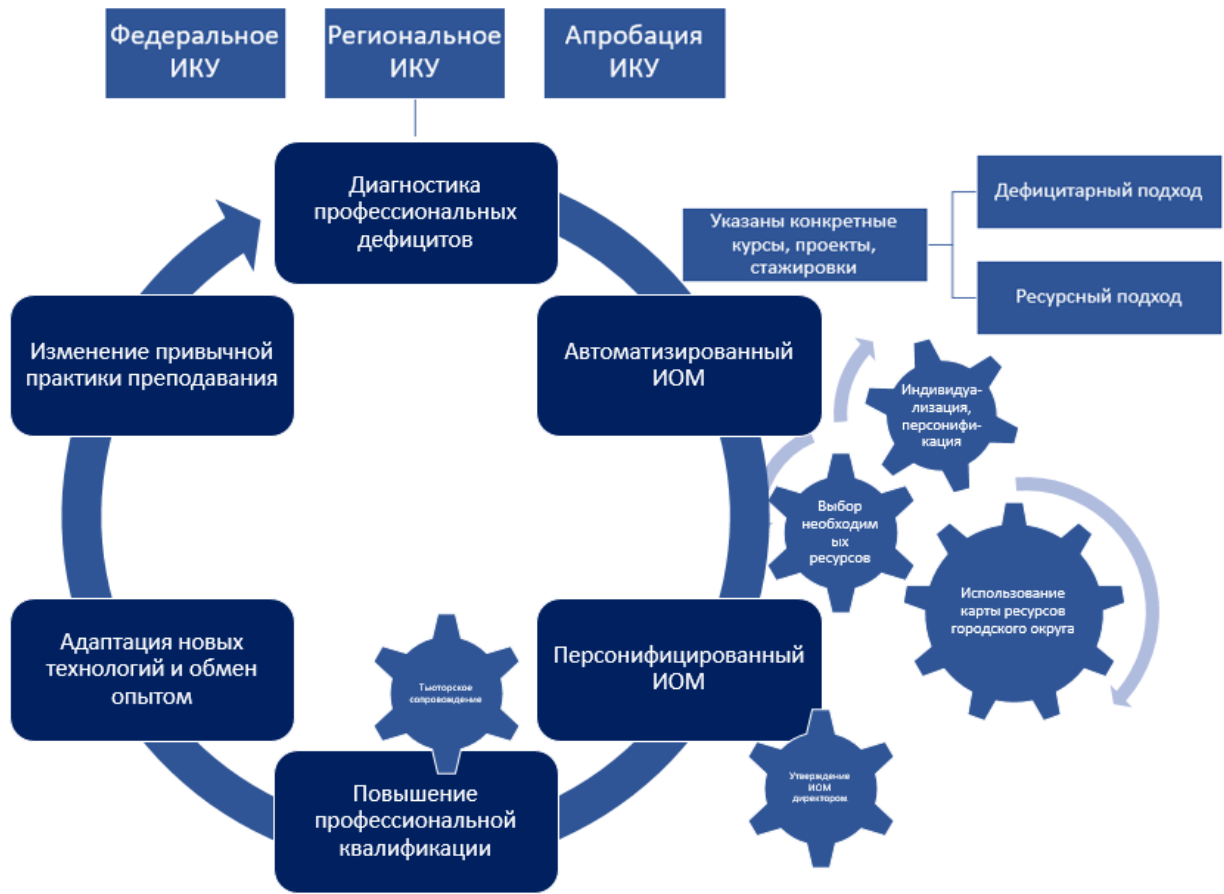 Федеральное
ИКУ
Региональное
ИКУ
Апробация
ИКУ
Диагностика
профессиональных
дефицитов
Указаны конкретные
курсы, проекты,
стажировки
Дефицитарный подход
Ресурсный подход
Изменение привычной
практики преподавания
Автоматизированный
ИОМ
Индивидуа-
лизация,
персонифи-
кация
Выбор
необходим
ых
ресурсов
Использование
карты ресурсов
городского округа
Адаптация новых
технологий и обмен
опытом
Тьюторское
сопровождение
Персонифицированный
ИОМ
Утверждение
ИОМ
директором
Повышение
профессиональной
квалификации